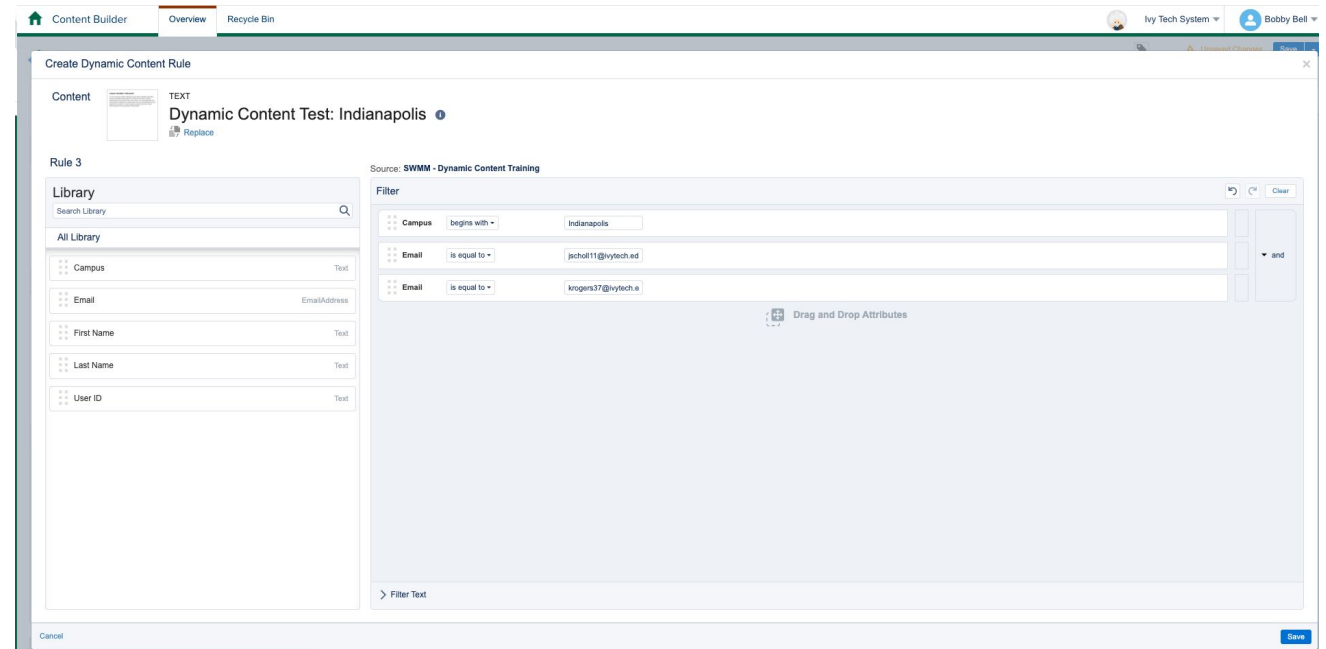 Content Builder Overview Recycle Bin Ivy Tech System Bobby Bell
Unsaved Changes Save
Create Dynamic Content Rule
Content
TEXT
Dynamic Content Test: Indianapolis
Replace
Rule 3
Source: SWMM - Dynamic Content Training
Library
Search Library
All Library
Campus Text
Email EmailAddress
First Name Text
Last Name Text
User ID Text
Filter Clear
Campus begins with Indianapolis
Email is equal to jscholl11@ivytech.ed
and
Email is equal to krogers37@ivytech.e
Drag and Drop Attributes
Filter Text
Cancel Save